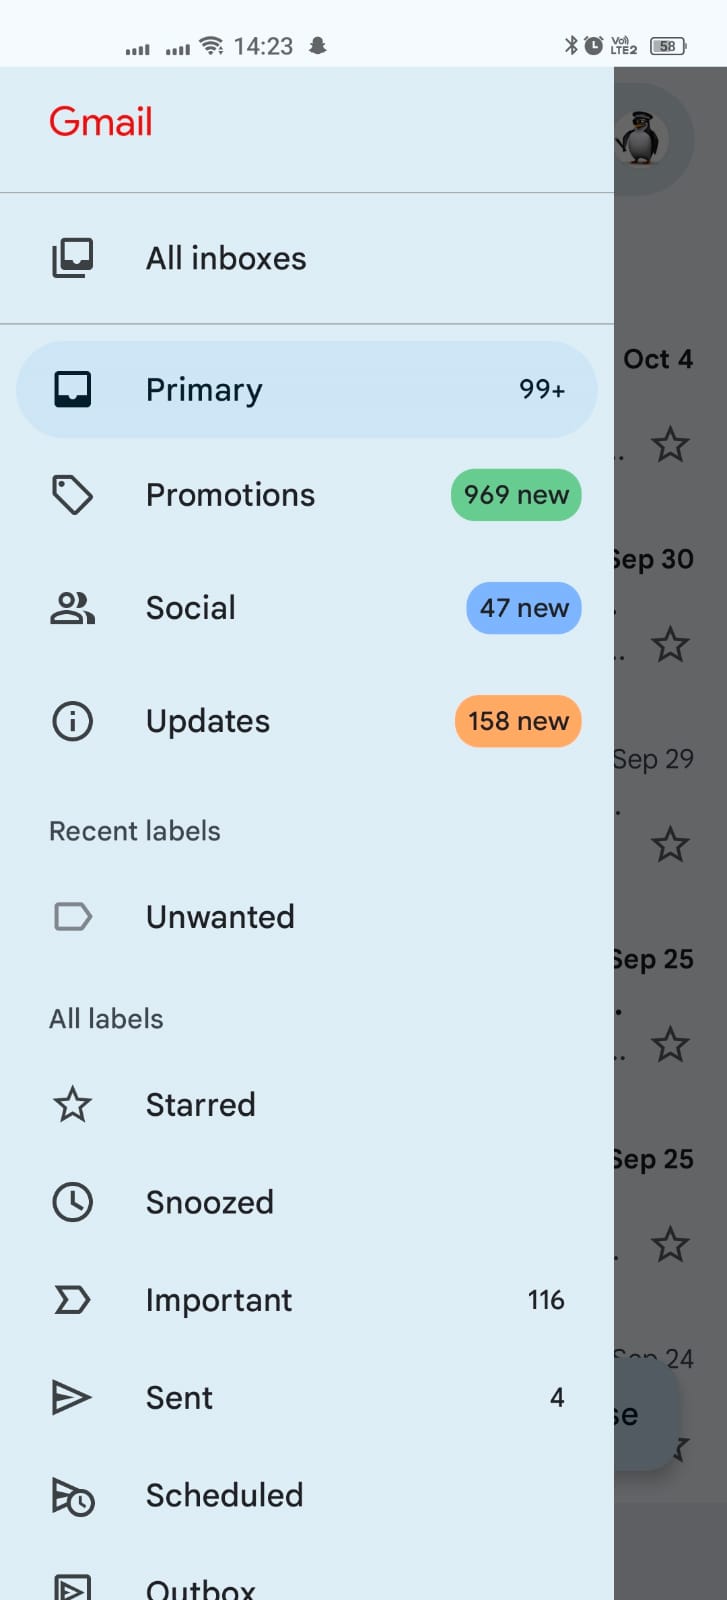 14:23
Vo) LTE2 58
Gmail
All inboxes
Primary 99+
Oct 4
Promotions 969 new
Sep 30
Social 47 new
Updates 158 new
Sep 29
Recent labels
Unwanted
Sep 25
All labels
Starred
Sep 25
Snoozed
Important 116
Sep 24
Sent 4
se
Scheduled
Outbox